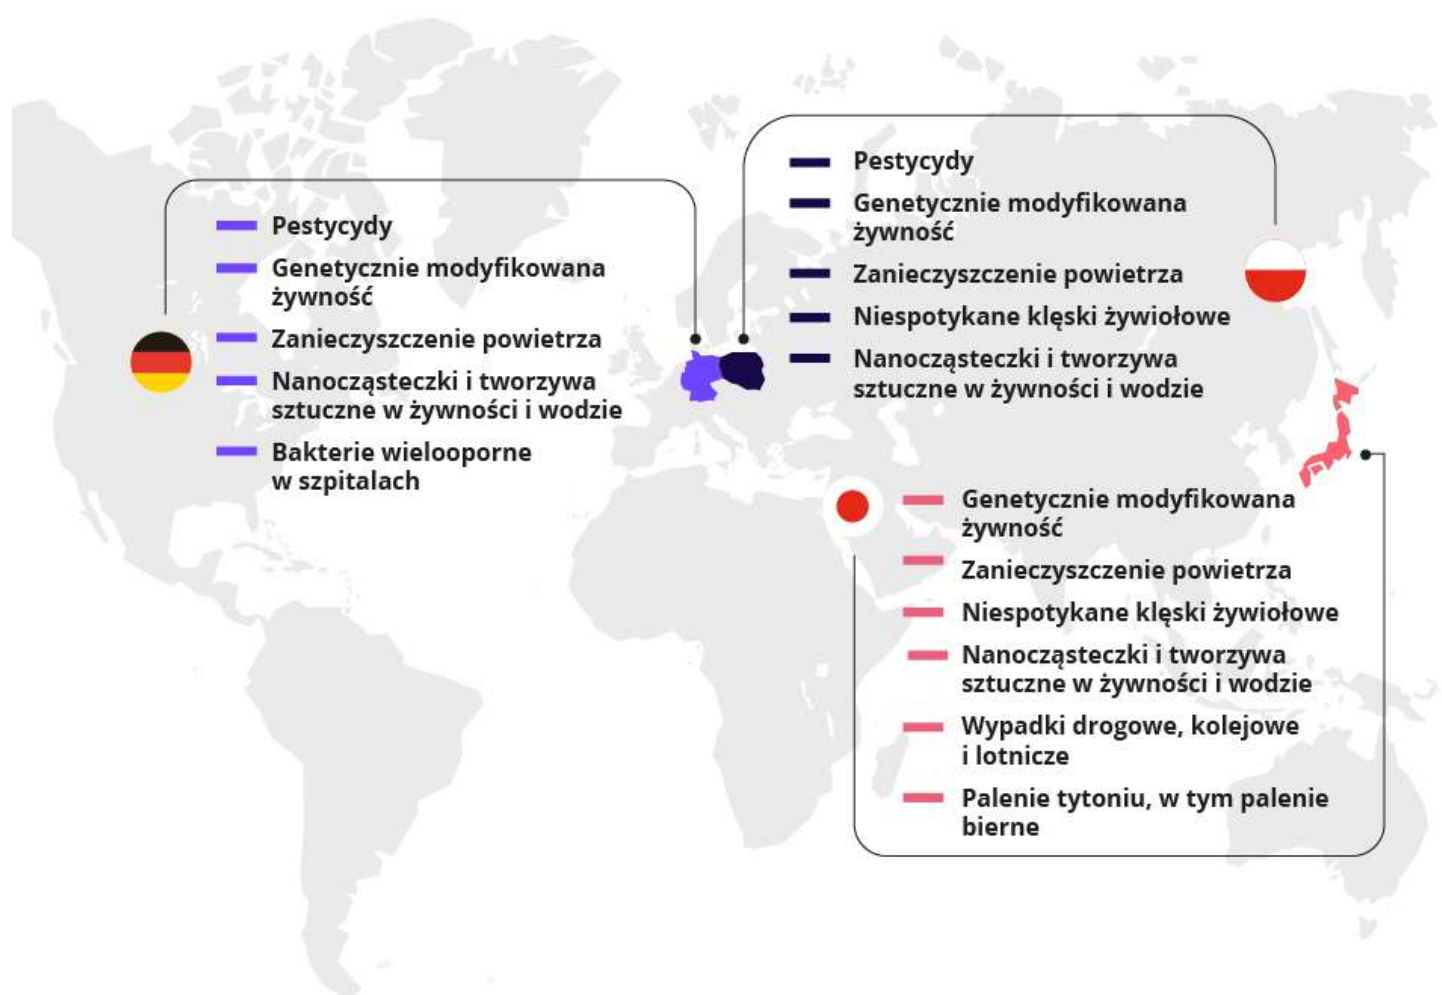 Pestycydy
Genetycznie modyfikowana
żywność
Zanieczyszczenie powietrza
Nanocząsteczki i tworzywa
sztuczne w żywności i wodzie
Bakterie wielooporne
w szpitalach
Pestycydy
Genetycznie modyfikowana
żywność
Zanieczyszczenie powietrza
Niespotykane klęski żywiołowe
Nanocząsteczki i tworzywa
sztuczne w żywności i wodzie
Genetycznie modyfikowana
żywność
Zanieczyszczenie powietrza
Niespotykane klęski żywiołowe
Nanocząsteczki i tworzywa
sztuczne w żywności i wodzie
Wypadki drogowe, kolejowe
i lotnicze
Palenie tytoniu, w tym palenie
bierne